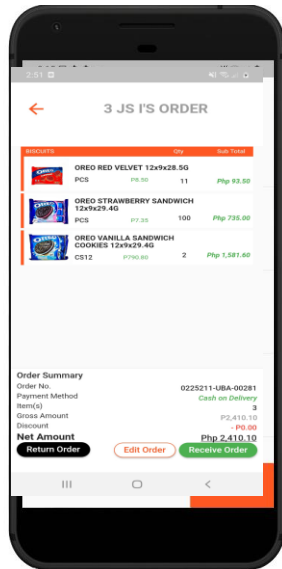 2:51
3 JS I'S ORDER
BISCUITS Qty Sub Total
OREO RED VELVET 12x9x28.5G
PCS P8.50 11 Php 93.50
OREO STRAWBERRY SANDWICH
12x9x29.4G
PCS P7.35 100 Php 735.00
OREO VANILLA SANDWICH
COOKIES 12x9x29.4G
CS12 P790.80 2 Php 1,581.60
Order Summary
Order No. 0225211-UBA-00281
Payment Method Cash on Delivery
Item(s) 3
Gross Amount P2,410.10
Discount - P0.00
Net Amount Php 2,410.10
Return Order Edit Order Receive Order